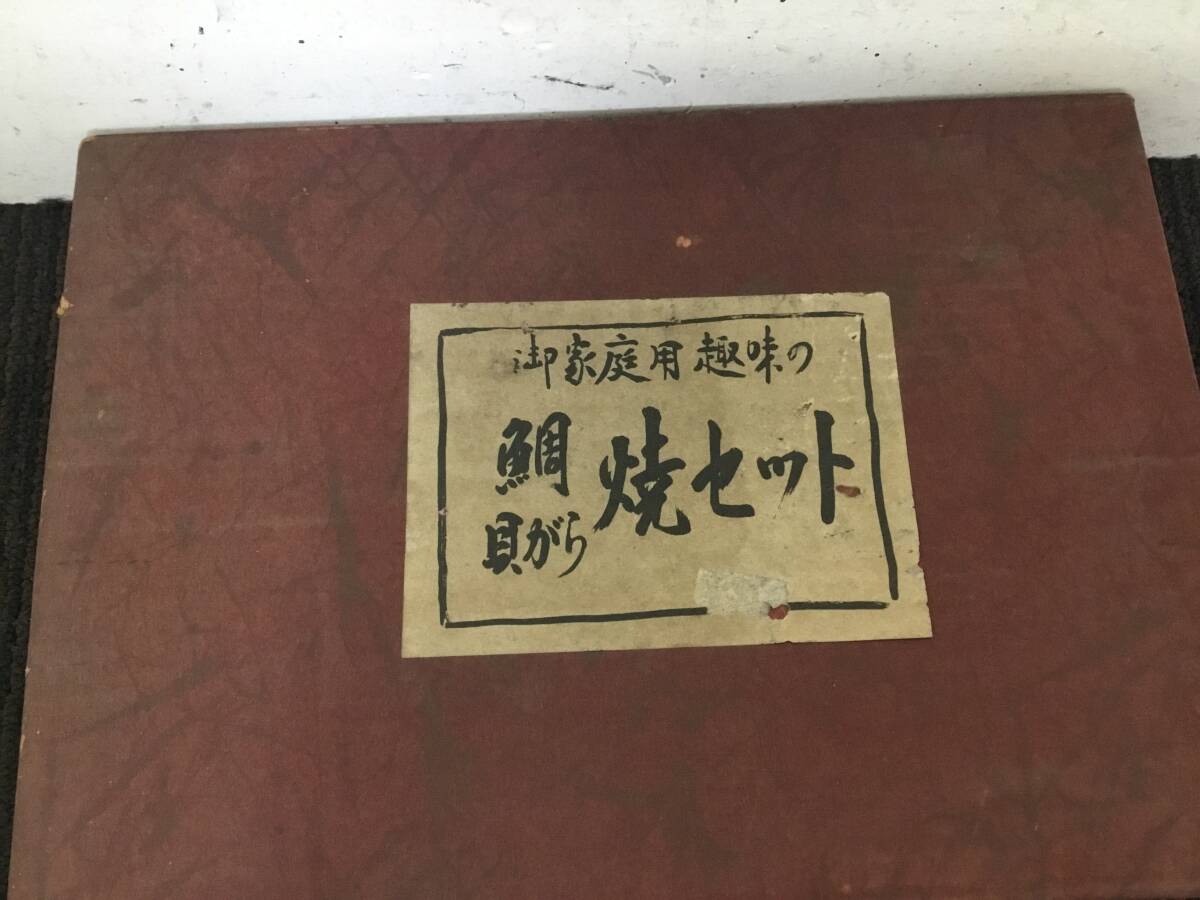 御家庭用趣味の
鯛
貝がら
焼セット